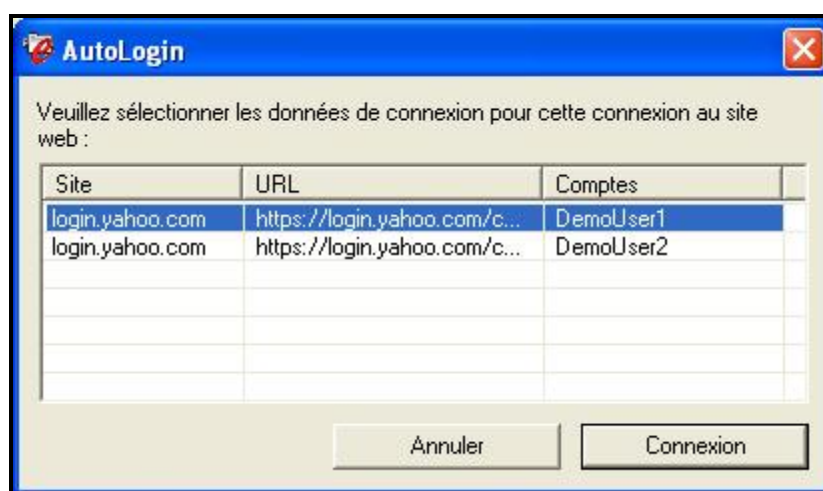 AutoLogin
Veuillez sélectionner les données de connexion pour cette connexion au site
web :
Site URL Comptes
login.yahoo.com https://login.yahoo.com/c... DemoUser1
login.yahoo.com https://login.yahoo.com/c... DemoUser2
Annuler Connexion